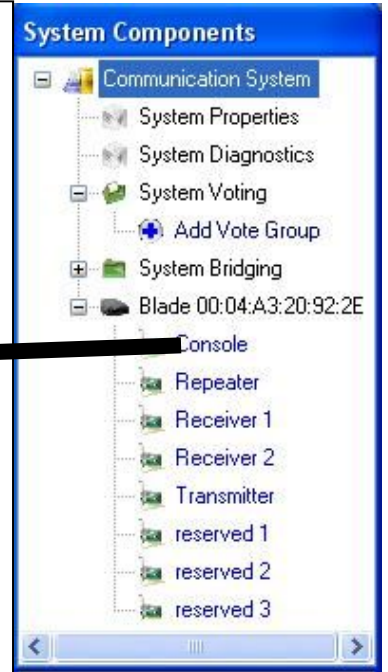 System Components
Communication System
System Properties
System Diagnostics
System Voting
Add Vote Group
System Bridging
Blade 00:04:A3:20:92:2E
Console
Repeater
Receiver 1
Receiver 2
Transmitter
reserved 1
reserved 2
reserved 3